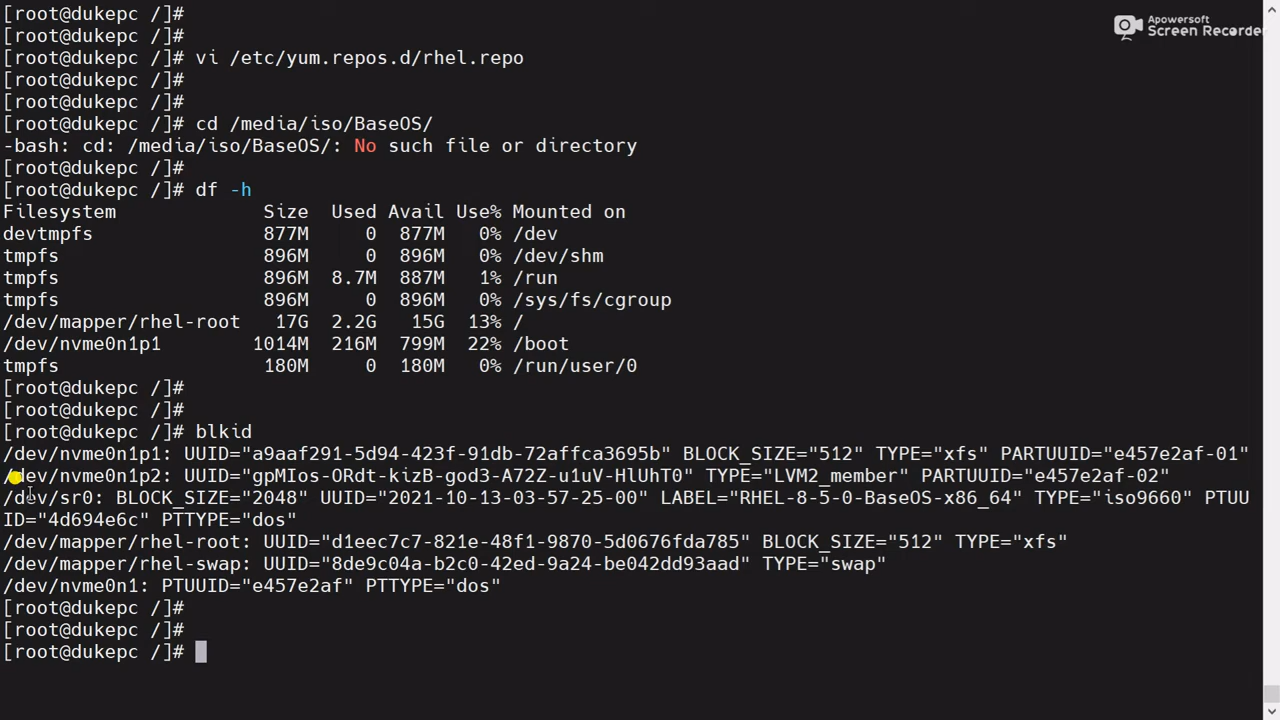 [root@dukepc /]#
[root@dukepc /]#
[root@dukepc /]# vi /etc/yum.repos.d/rhel.repo
[root@dukepc /]#
[root@dukepc /]#
[root@dukepc /]# cd /media/iso/BaseOS/
-bash: cd: /media/iso/BaseOS/: No such file or directory
[root@dukepc /]#
[root@dukepc /]# df -h
Filesystem Size Used Avail Use% Mounted on
devtmpfs 877M 0 877M 0% /dev
tmpfs 896M 0 896M 0% /dev/shm
tmpfs 896M 8.7M 887M 1% /run
tmpfs 896M 0 896M 0% /sys/fs/cgroup
/dev/mapper/rhel-root 17G 2.2G 15G 13% /
/dev/nvme0n1p1 1014M 216M 799M 22% /boot
tmpfs 180M 0 180M 0% /run/user/0
[root@dukepc /]#
[root@dukepc /]#
[root@dukepc /]# blkid
/dev/nvme0n1p1: UUID="a9aaf291-5d94-423f-91db-72affca3695b" BLOCK_SIZE="512" TYPE="xfs" PARTUUID="e457e2af-01"
/dev/nvme0n1p2: UUID="gpMIos-ORdt-kizB-god3-A72Z-u1uV-HlUhT0" TYPE="LVM2_member" PARTUUID="e457e2af-02"
/dev/sr0: BLOCK_SIZE="2048" UUID="2021-10-13-03-57-25-00" LABEL="RHEL-8-5-0-BaseOS-x86_64" TYPE="iso9660" PTUU
ID="4d694e6c" PTTYPE="dos"
/dev/mapper/rhel-root: UUID="d1eec7c7-821e-48f1-9870-5d0676fda785" BLOCK_SIZE="512" TYPE="xfs"
/dev/mapper/rhel-swap: UUID="8de9c04a-b2c0-42ed-9a24-be042dd93aad" TYPE="swap"
/dev/nvme0n1: PTUUID="e457e2af" PTTYPE="dos"
[root@dukepc /]#
[root@dukepc /]#
[root@dukepc /]#
Apowersoft
Screen Recorder